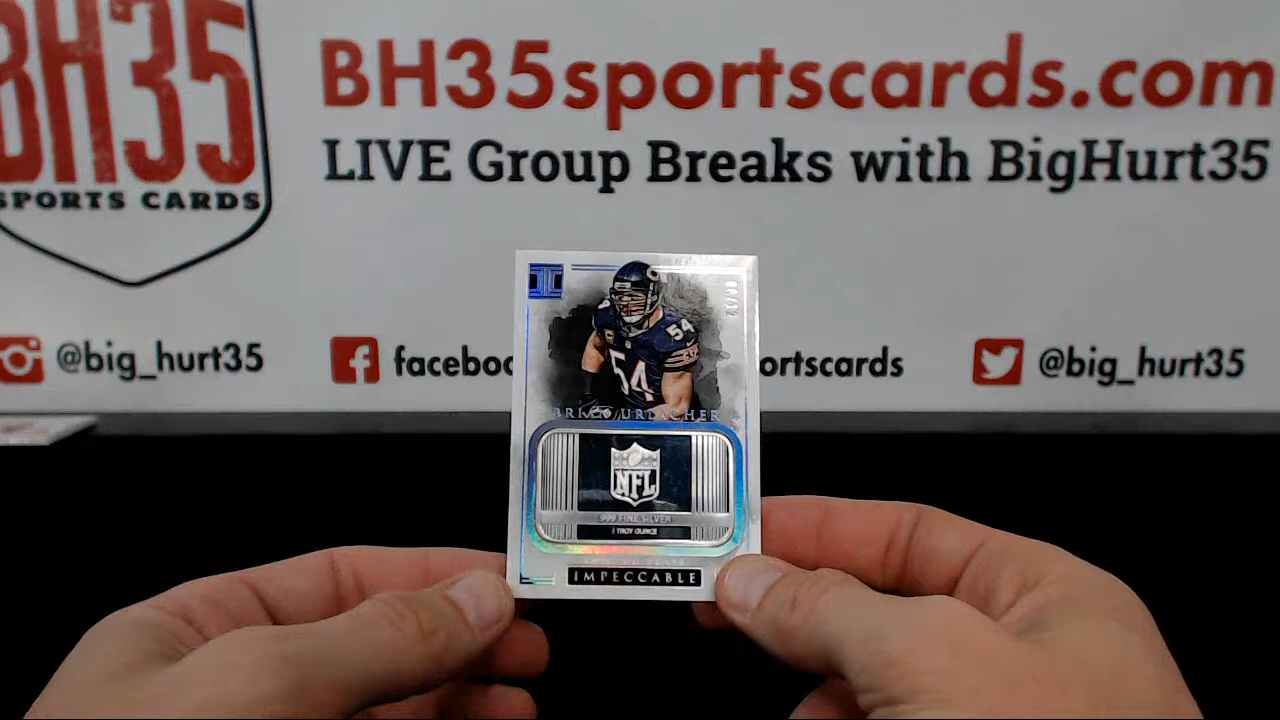 BH35
SPORTS CARDS
BH35sportscards.com
LIVE Group Breaks with BigHurt35
@big_hurt35
faceboo
ortscards
@big_hurt35
54
54
BRIAN URLACHER
NFL
999 FINE SILVER
1 TROY OUNCE
IMPECCABLE